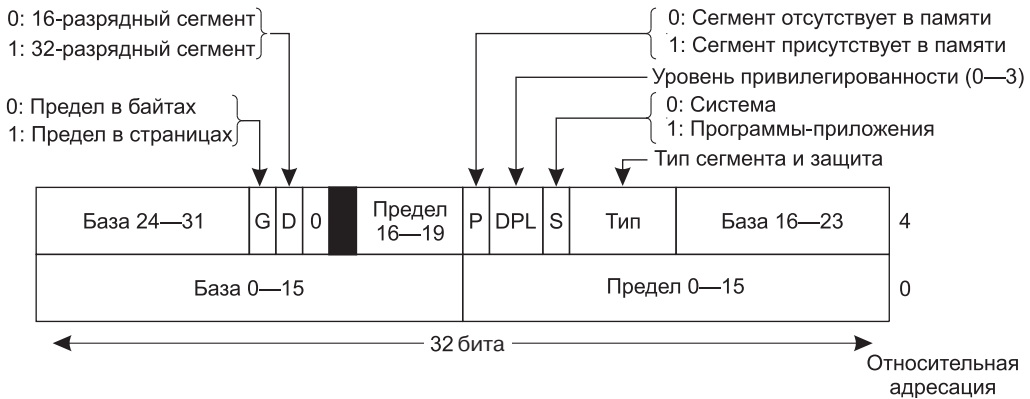 0: 16-разрядный сегмент
1: 32-разрядный сегмент
0: Предел в байтах
1: Предел в страницах
0: Сегмент отсутствует в памяти
1: Сегмент присутствует в памяти
Уровень привилегированности (0—3)
0: Система
1: Программы-приложения
Тип сегмента и защита
База 24—31 G D 0 Предел 16—19 P DPL S Тип База 16—23 4
База 0—15 Предел 0—15 0
32 бита
Относительная
адресация